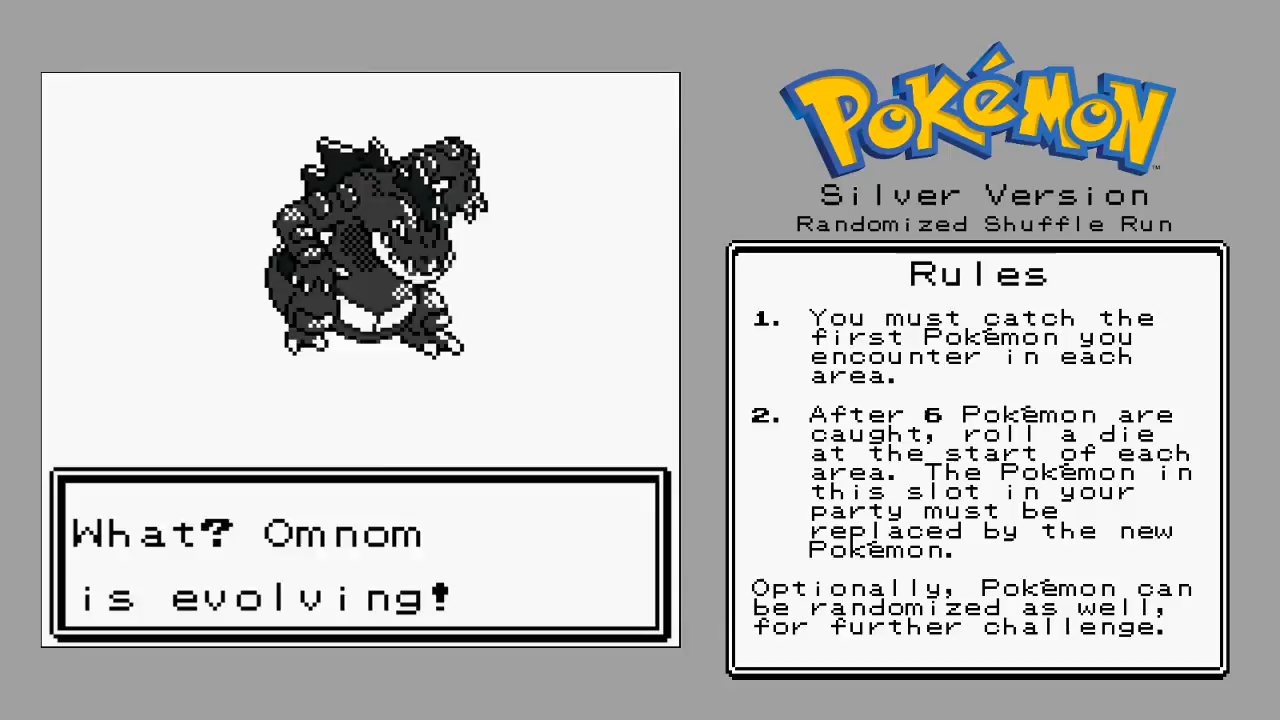 What? Omnom
is evolving!
POKéMON
™
Silver Version
Randomized Shuffle Run
Rules
1. You must catch the
first Pokémon you
encounter in each
area.
2. After 6 Pokémon are
caught, roll a die
at the start of each
area. The Pokémon in
this slot in your
party must be
replaced by the new
Pokémon.
Optionally, Pokémon can
be randomized as well,
for further challenge.